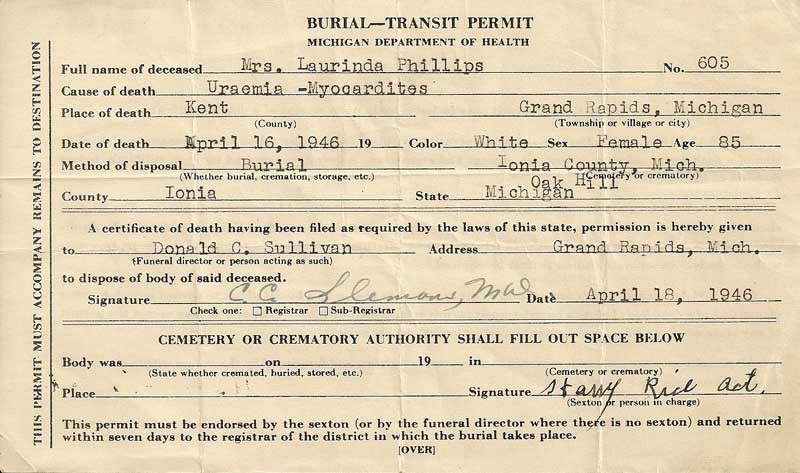 BURIAL—TRANSIT PERMIT
MICHIGAN DEPARTMENT OF HEALTH
THIS PERMIT MUST ACCOMPANY REMAINS TO DESTINATION
Full name of deceased Mrs. Laurinda Phillips No. 605
Cause of death Uraemia -Myocardites
Place of death Kent Grand Rapids, Michigan
(County) (Township or village or city)
Date of death April 16, 1946 19 Color White Sex Female Age 85
Method of disposal Burial Ionia County, Mich.
(Whether burial, cremation, storage, etc.) (Cemetery or crematory)
Oak Hill
County Ionia State Michigan
A certificate of death having been filed as required by the laws of this state, permission is hereby given
to Donald C. Sullivan Address Grand Rapids, Mich.
(Funeral director or person acting as such)
to dispose of body of said deceased.
Signature C. C. Slemons, Date April 18, 1946
Check one: ☐ Registrar ☐ Sub-Registrar
CEMETERY OR CREMATORY AUTHORITY SHALL FILL OUT SPACE BELOW
Body was on 19 in
(State whether cremated, buried, stored, etc.) (Cemetery or crematory)
Place Signature Act.
(Sexton or person in charge)
This permit must be endorsed by the sexton (or by the funeral director where there is no sexton) and returned
within seven days to the registrar of the district in which the burial takes place.
[OVER]